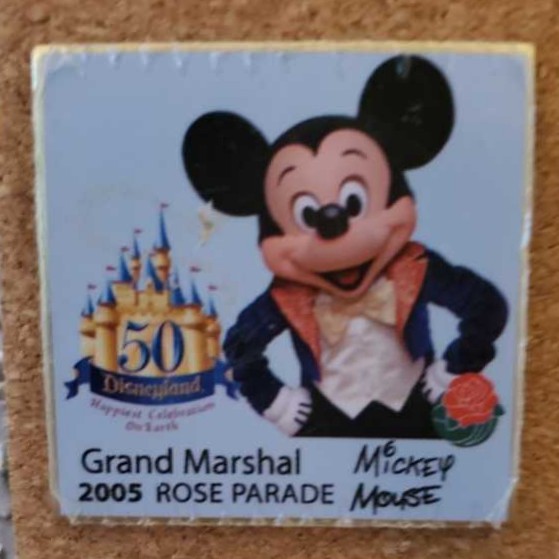 50
Disneyland
Happiest Celebration
On Earth
Grand Marshal
2005 ROSE PARADE
Mickey
Mouse